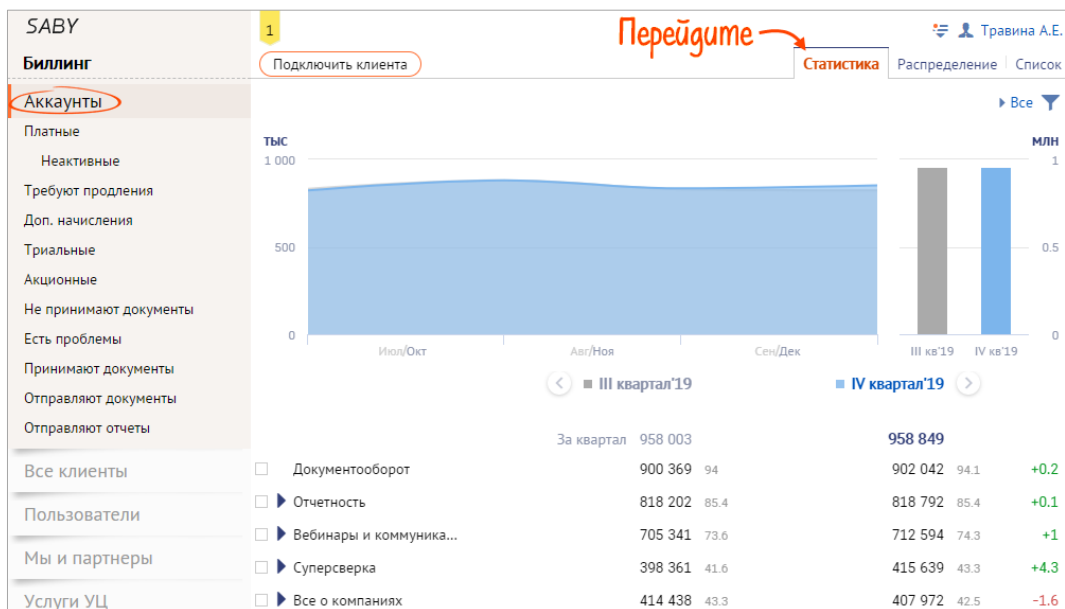 SABY
1
Перейдите
Травина А.Е.
Биллинг
Подключить клиента
Статистика
Распределение
Список
Аккаунты
Все
Платные
Неактивные
Требуют продления
Доп. начисления
Триальные
Акционные
Не принимают документы
Есть проблемы
Принимают документы
Отправляют документы
Отправляют отчеты
Все клиенты
Пользователи
Мы и партнеры
Услуги УЦ
тыс
млн
1 000
1
500
0.5
0
0
Июл/Окт
Авг/Ноя
Сен/Дек
III кв'19
IV кв'19
III квартал'19
IV квартал'19
За квартал 958 003 958 849
Документооборот 900 369 94 902 042 94.1 +0.2
Отчетность 818 202 85.4 818 792 85.4 +0.1
Вебинары и коммуника... 705 341 73.6 712 594 74.3 +1
Суперсверка 398 361 41.6 415 639 43.3 +4.3
Все о компаниях 414 438 43.3 407 972 42.5 -1.6